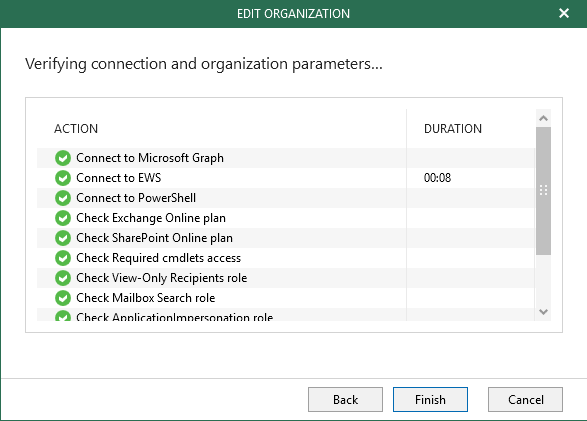 EDIT ORGANIZATION
Verifying connection and organization parameters...
ACTION DURATION
Connect to Microsoft Graph
Connect to EWS 00:08
Connect to PowerShell
Check Exchange Online plan
Check SharePoint Online plan
Check Required cmdlets access
Check View-Only Recipients role
Check Mailbox Search role
Check ApplicationImpersonation role
Back Finish Cancel